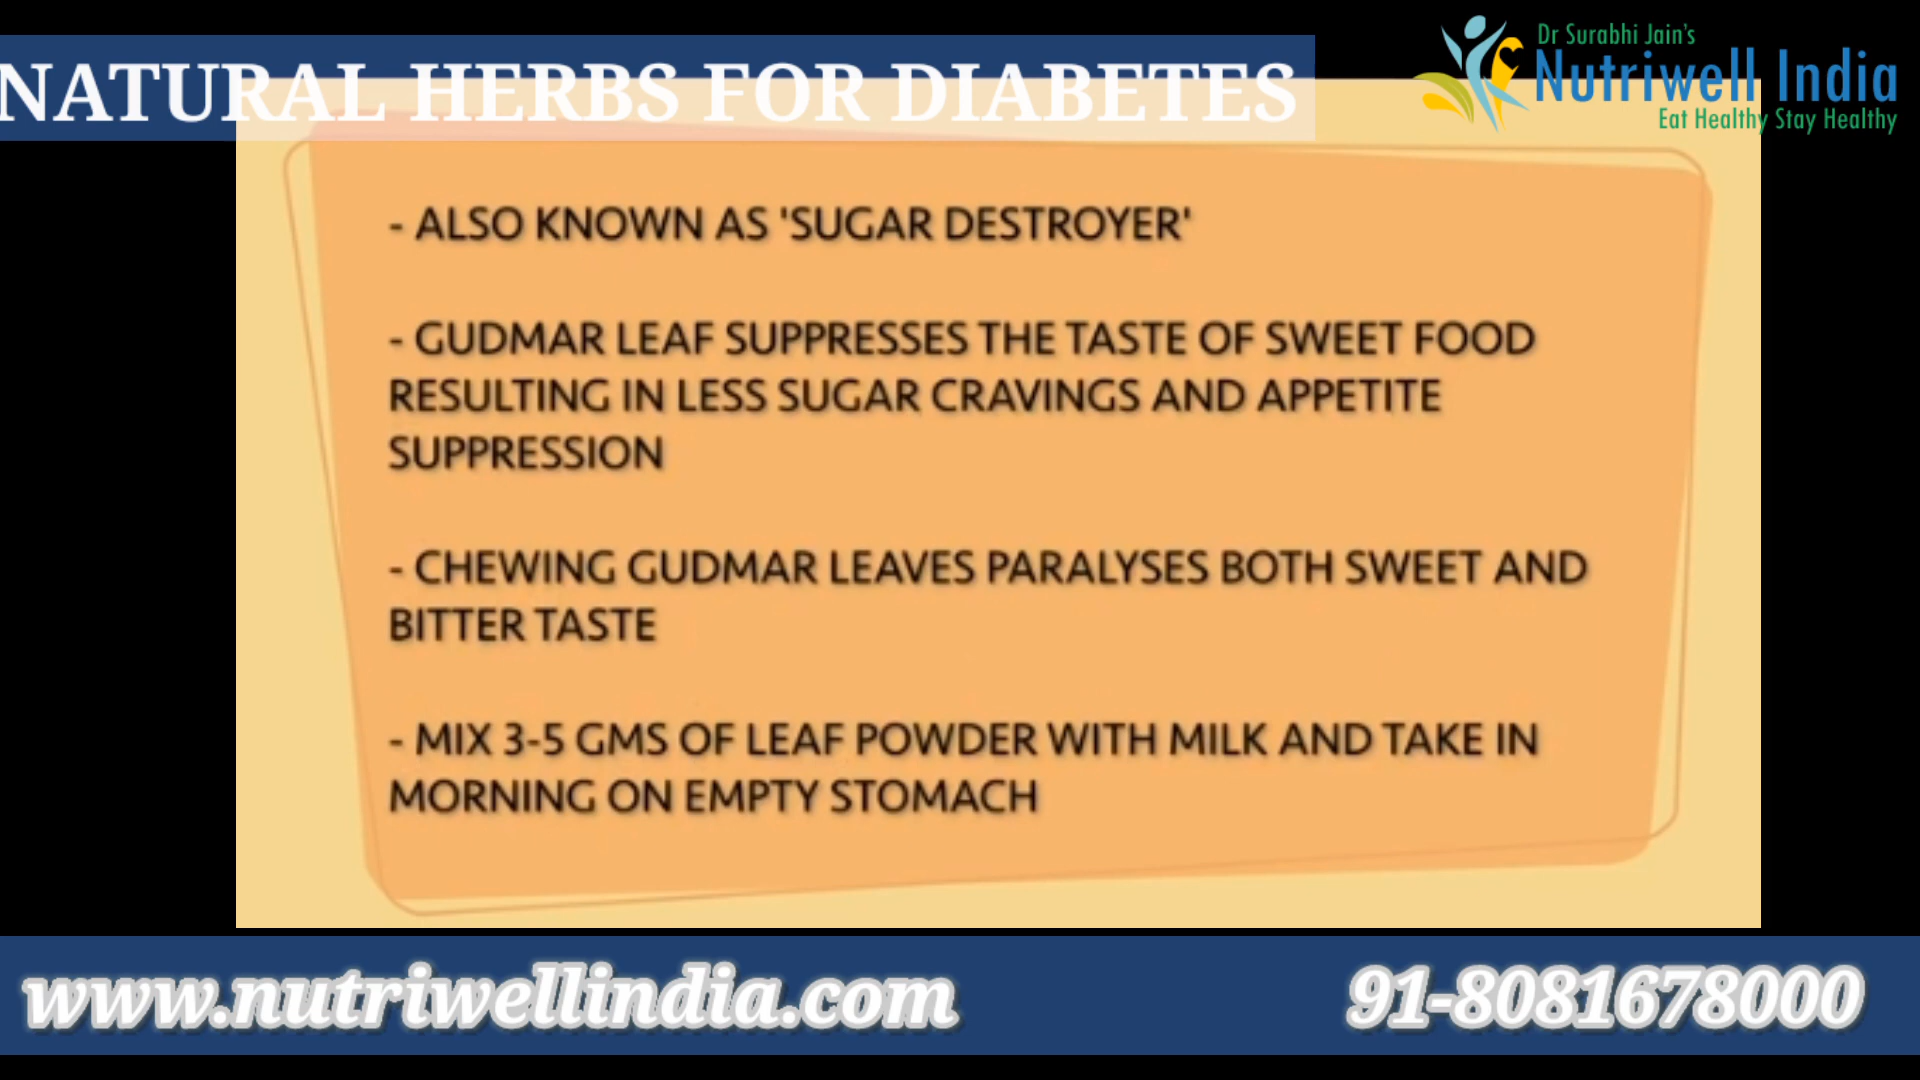 NATURAL HERBS FOR DIABETES
Dr Surabhi Jain's
Nutriwell India
Eat Healthy Stay Healthy
- ALSO KNOWN AS 'SUGAR DESTROYER'
- GUDMAR LEAF SUPPRESSES THE TASTE OF SWEET FOOD
RESULTING IN LESS SUGAR CRAVINGS AND APPETITE
SUPPRESSION
- CHEWING GUDMAR LEAVES PARALYSES BOTH SWEET AND
BITTER TASTE
- MIX 3-5 GMS OF LEAF POWDER WITH MILK AND TAKE IN
MORNING ON EMPTY STOMACH
www.nutriwellindia.com
91-8081678000